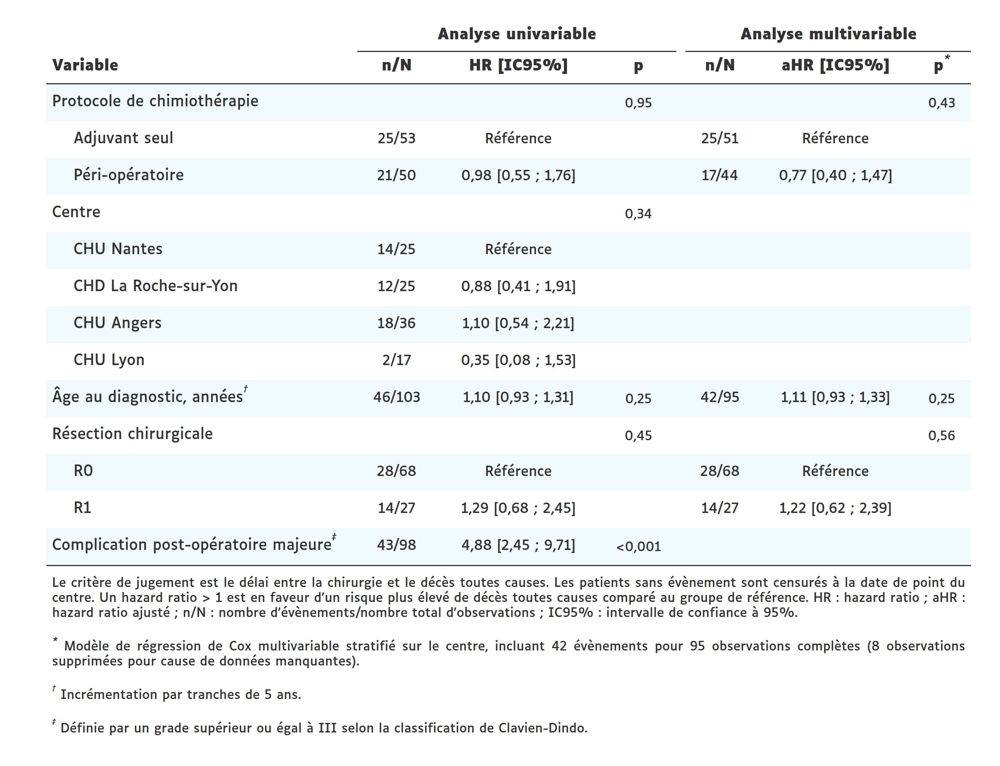 Analyse univariable Analyse multivariable
Variable n/N HR [IC95%] p n/N aHR [IC95%] p*
Protocole de chimiothérapie 0,95 0,43
Adjuvant seul 25/53 Référence 25/51 Référence
Péri-opératoire 21/50 0,98 [0,55 ; 1,76] 17/44 0,77 [0,40 ; 1,47]
Centre 0,34
CHU Nantes 14/25 Référence
CHD La Roche-sur-Yon 12/25 0,88 [0,41 ; 1,91]
CHU Angers 18/36 1,10 [0,54 ; 2,21]
CHU Lyon 2/17 0,35 [0,08 ; 1,53]
Âge au diagnostic, années† 46/103 1,10 [0,93 ; 1,31] 0,25 42/95 1,11 [0,93 ; 1,33] 0,25
Résection chirurgicale 0,45 0,56
R0 28/68 Référence 28/68 Référence
R1 14/27 1,29 [0,68 ; 2,45] 14/27 1,22 [0,62 ; 2,39]
Complication post-opératoire majeure‡ 43/98 4,88 [2,45 ; 9,71] <0,001
Le critère de jugement est le délai entre la chirurgie et le décès toutes causes. Les patients sans évènement sont censurés à la date de point du
centre. Un hazard ratio > 1 est en faveur d’un risque plus élevé de décès toutes causes comparé au groupe de référence. HR : hazard ratio ; aHR :
hazard ratio ajusté ; n/N : nombre d’évènements/nombre total d’observations ; IC95% : intervalle de confiance à 95%.
* Modèle de régression de Cox multivariable stratifié sur le centre, incluant 42 évènements pour 95 observations complètes (8 observations
supprimées pour cause de données manquantes).
† Incrémentation par tranches de 5 ans.
‡ Définie par un grade supérieur ou égal à III selon la classification de Clavien-Dindo.